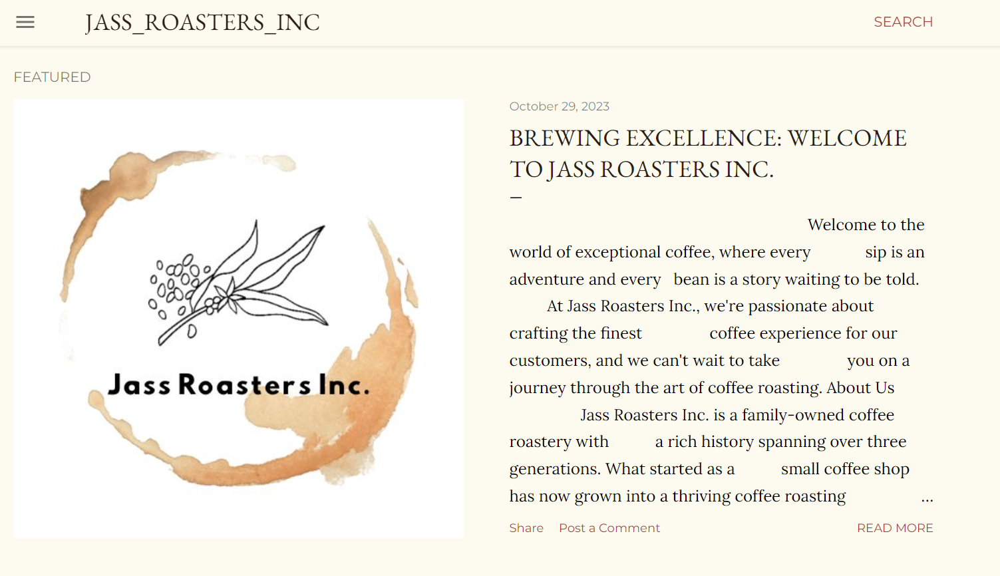 JASS_ROASTERS_INC
SEARCH
FEATURED
Jass Roasters Inc.
October 29, 2023
BREWING EXCELLENCE: WELCOME
TO JASS ROASTERS INC.
Welcome to the
world of exceptional coffee, where every sip is an
adventure and every bean is a story waiting to be told.
At Jass Roasters Inc., we're passionate about
crafting the finest coffee experience for our
customers, and we can't wait to take you on a
journey through the art of coffee roasting. About Us
Jass Roasters Inc. is a family-owned coffee
roastery with a rich history spanning over three
generations. What started as a small coffee shop
has now grown into a thriving coffee roasting …
Share Post a Comment READ MORE